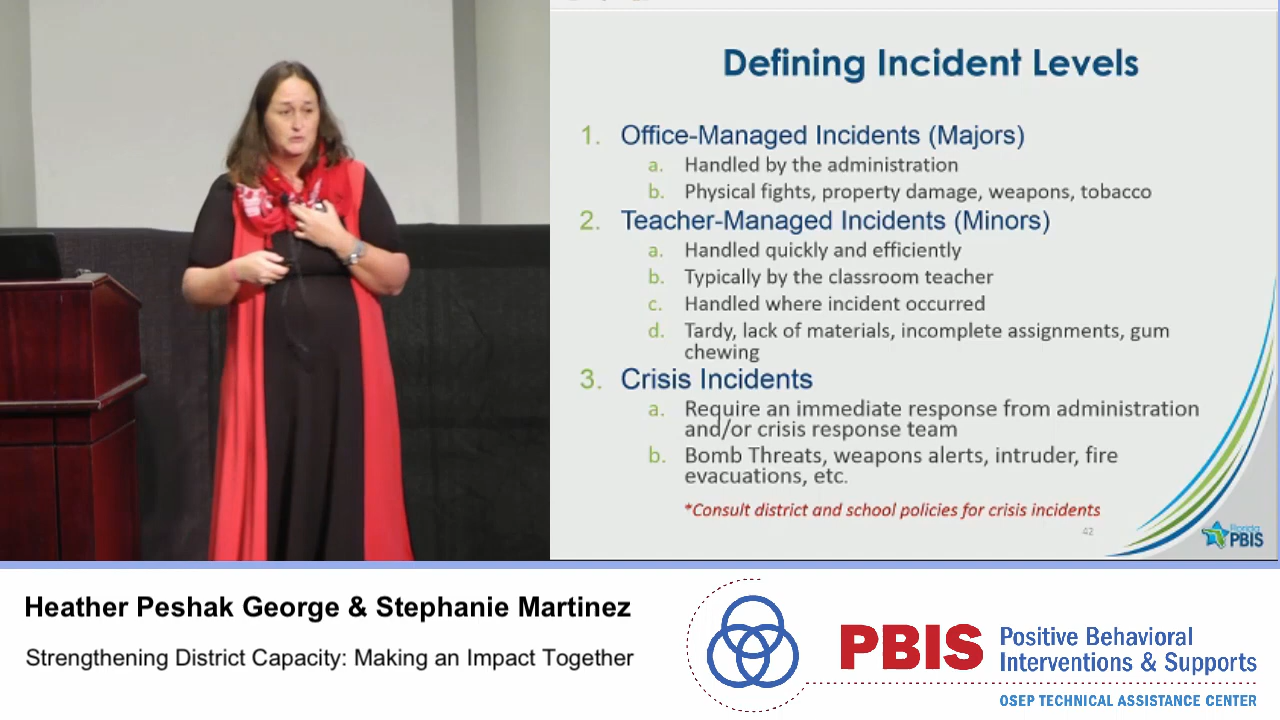 Defining Incident Levels
1. Office-Managed Incidents (Majors)
a. Handled by the administration
b. Physical fights, property damage, weapons, tobacco
2. Teacher-Managed Incidents (Minors)
a. Handled quickly and efficiently
b. Typically by the classroom teacher
c. Handled where incident occurred
d. Tardy, lack of materials, incomplete assignments, gum
chewing
3. Crisis Incidents
a. Require an immediate response from administration
and/or crisis response team
b. Bomb Threats, weapons alerts, intruder, fire
evacuations, etc.
*Consult district and school policies for crisis incidents
42
Florida
PBIS
Heather Peshak George & Stephanie Martinez
Strengthening District Capacity: Making an Impact Together
PBIS
Positive Behavioral
Interventions & Supports
OSEP TECHNICAL ASSISTANCE CENTER